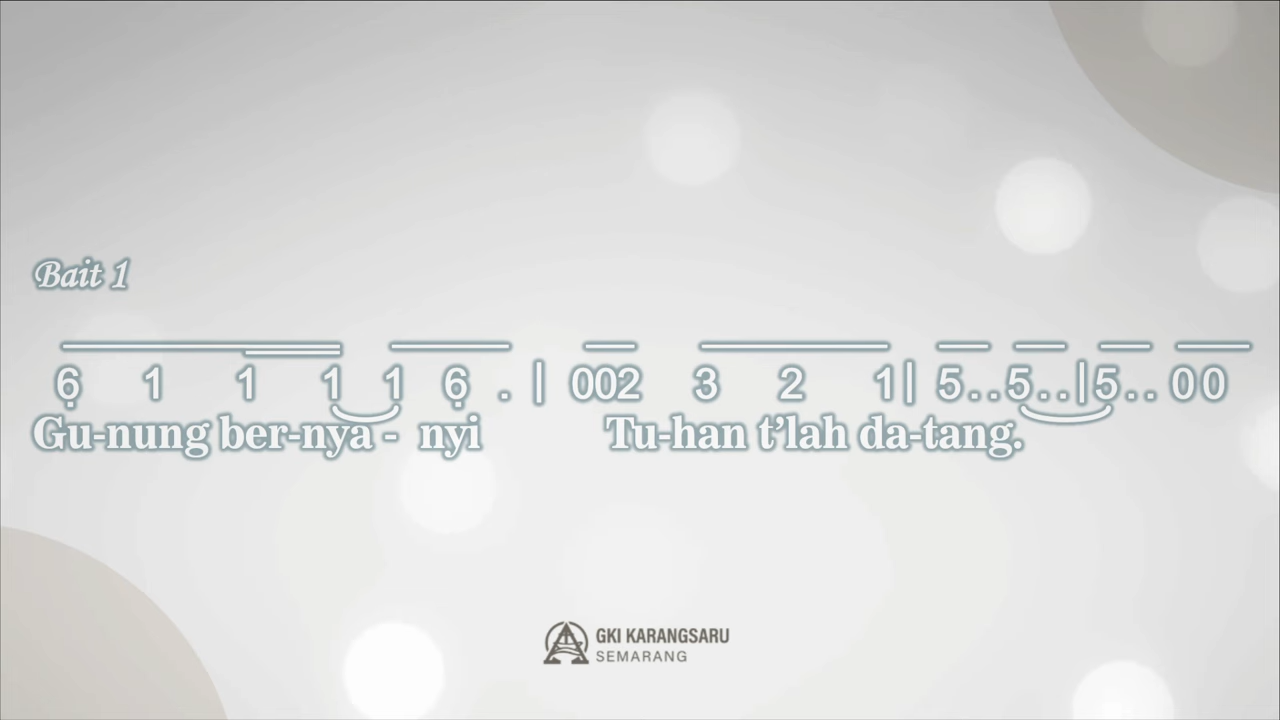 Bait 1
6̣ 1 1 1 1 6̣ . | 002 3 2 1| 5..5..|5..00
Gu-nung ber-nya - nyi Tu-han t’lah da-tang.
GKI KARANGSARU
SEMARANG